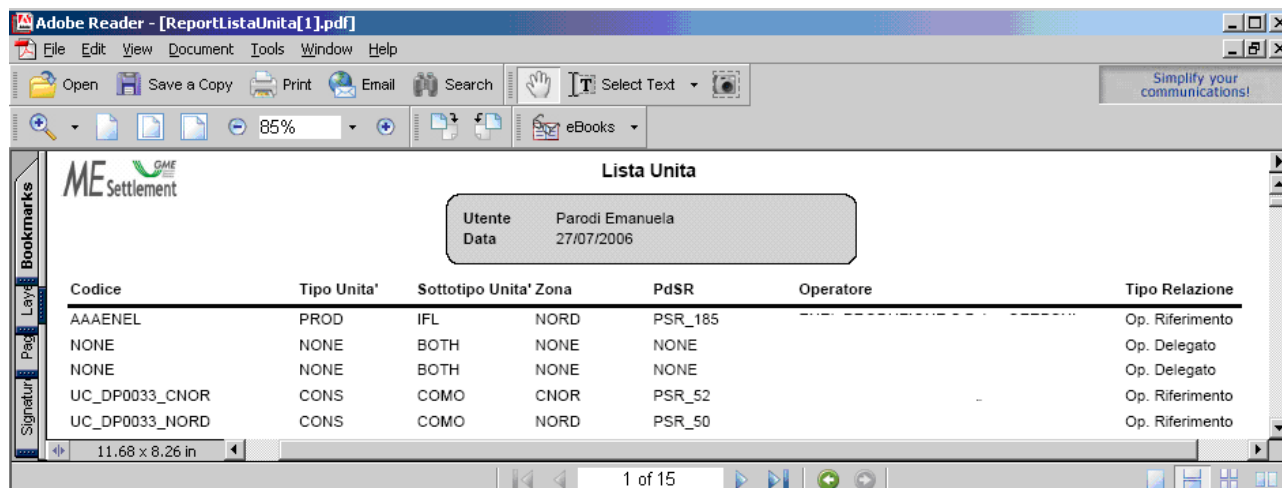 Adobe Reader - [ReportListaUnita[1].pdf]
File Edit View Document Tools Window Help
Open Save a Copy Print Email Search Select Text
Simplify your
communications!
85% eBooks
ME Settlement GME
Lista Unita
Utente Parodi Emanuela
Data 27/07/2006
Codice Tipo Unita' Sottotipo Unita' Zona PdSR Operatore Tipo Relazione
AAAENEL PROD IFL NORD PSR_185 Op. Riferimento
NONE NONE BOTH NONE NONE Op. Delegato
NONE NONE BOTH NONE NONE Op. Delegato
UC_DP0033_CNOR CONS COMO CNOR PSR_52 Op. Riferimento
UC_DP0033_NORD CONS COMO NORD PSR_50 Op. Riferimento
Bookmarks
Signatur
11.68 x 8.26 in
1 of 15